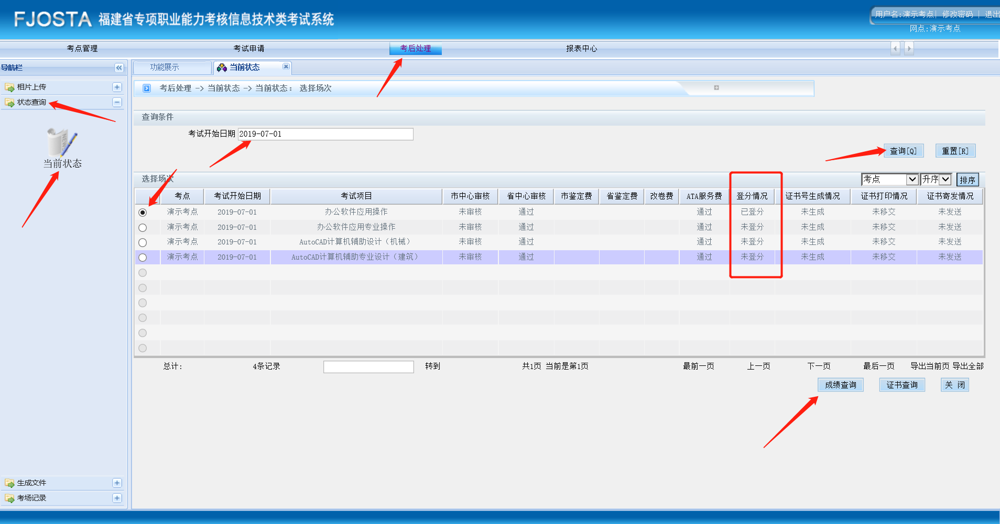 FJOSTA 福建省专项职业能力考核信息技术类考试系统
用户名:演示考点| 修改密码 | 退出
网点:演示考点
考点管理 考试申请 考后处理 报表中心
导航栏
相片上传
状态查询
当前状态
生成文件
考场记录
功能展示 当前状态
考后处理 -> 当前状态 -> 当前状态: 选择场次
查询条件
考试开始日期 2019-07-01
查询[Q] 重置[R]
选择场次 考点 升序 排序
考点 考试开始日期 考试项目 市中心审核 省中心审核 市鉴定费 省鉴定费 改卷费 ATA服务费 登分情况 证书号生成情况 证书打印情况 证书寄发情况
演示考点 2019-07-01 办公软件应用操作 未审核 通过 通过 已登分 未生成 未移交 未发送
演示考点 2019-07-01 办公软件应用专业操作 未审核 通过 通过 未登分 未生成 未移交 未发送
演示考点 2019-07-01 AutoCAD计算机辅助设计（机械） 未审核 通过 通过 未登分 未生成 未移交 未发送
演示考点 2019-07-01 AutoCAD计算机辅助专业设计（建筑） 未审核 通过 通过 未登分 未生成 未移交 未发送
总计: 4条记录 转到 共1页 当前是第1页 最前一页 上一页 下一页 最后一页 导出当前页 导出全部
成绩查询 证书查询 关 闭